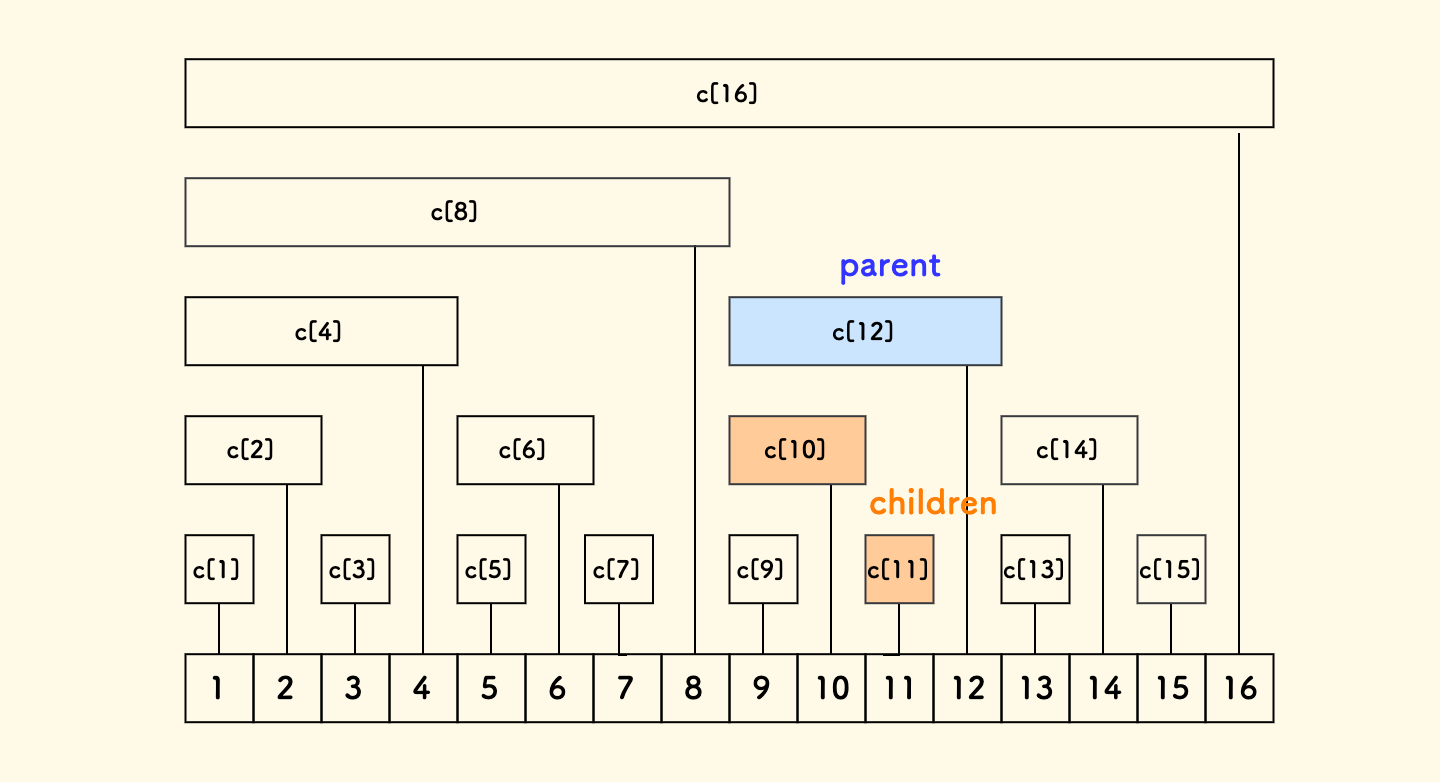 c[16]
c[8]
parent
c[4]
c[12]
c[2]
c[6]
c[10]
c[14]
children
c[1]
c[3]
c[5]
c[7]
c[9]
c[11]
c[13]
c[15]
1 2 3 4 5 6 7 8 9 10 11 12 13 14 15 16